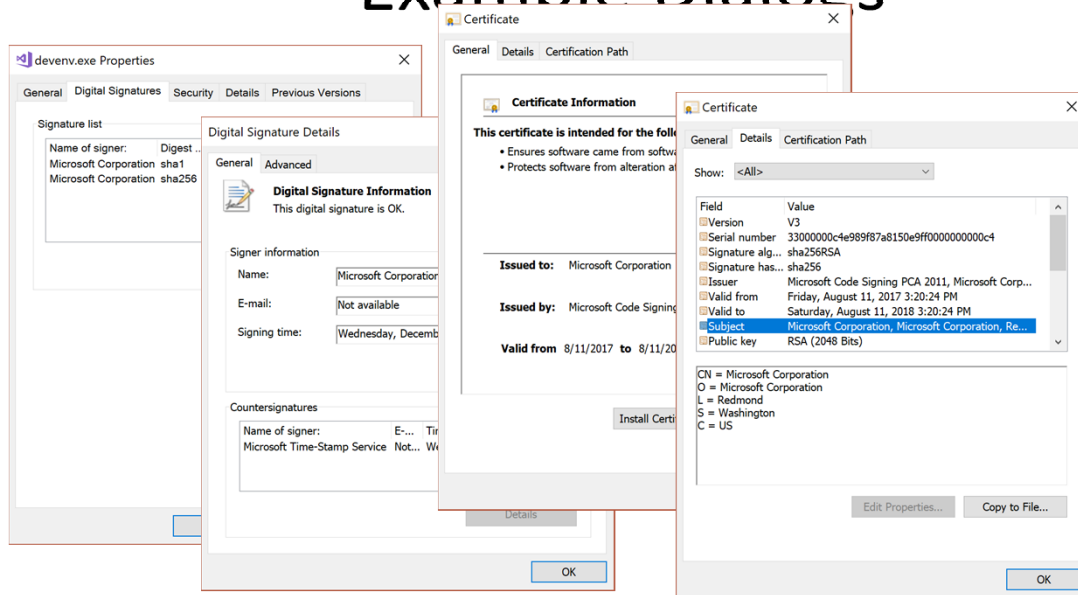 Example Dialogs
devenv.exe Properties
General Digital Signatures Security Details Previous Versions
Signature list
Name of signer: Digest ...
Microsoft Corporation sha1
Microsoft Corporation sha256
Digital Signature Details
General Advanced
Digital Signature Information
This digital signature is OK.
Signer information
Name: Microsoft Corporation
E-mail: Not available
Signing time: Wednesday,
Countersignatures
Name of signer: E-...
Microsoft Time-Stamp Service Not...
Details
OK
Certificate
General Details Certification Path
Certificate Information
This certificate is intended for the
• Ensures software came from
• Protects software from alteration
Issued to: Microsoft Corporation
Issued by: Microsoft Code Signing
Valid from 8/11/2017 to 8/11/20
Install
Certificate
General Details Certification Path
Show: <All>
Field Value
Version V3
Serial number 33000000c4e989f87a8150e9ff0000000000c4
Signature alg... sha256RSA
Signature has... sha256
Issuer Microsoft Code Signing PCA 2011, Microsoft Corp...
Valid from Friday, August 11, 2017 3:20:24 PM
Valid to Saturday, August 11, 2018 3:20:24 PM
Subject Microsoft Corporation, Microsoft Corporation, Re...
Public key RSA (2048 Bits)
CN = Microsoft Corporation
O = Microsoft Corporation
L = Redmond
S = Washington
C = US
Edit Properties... Copy to File...
OK